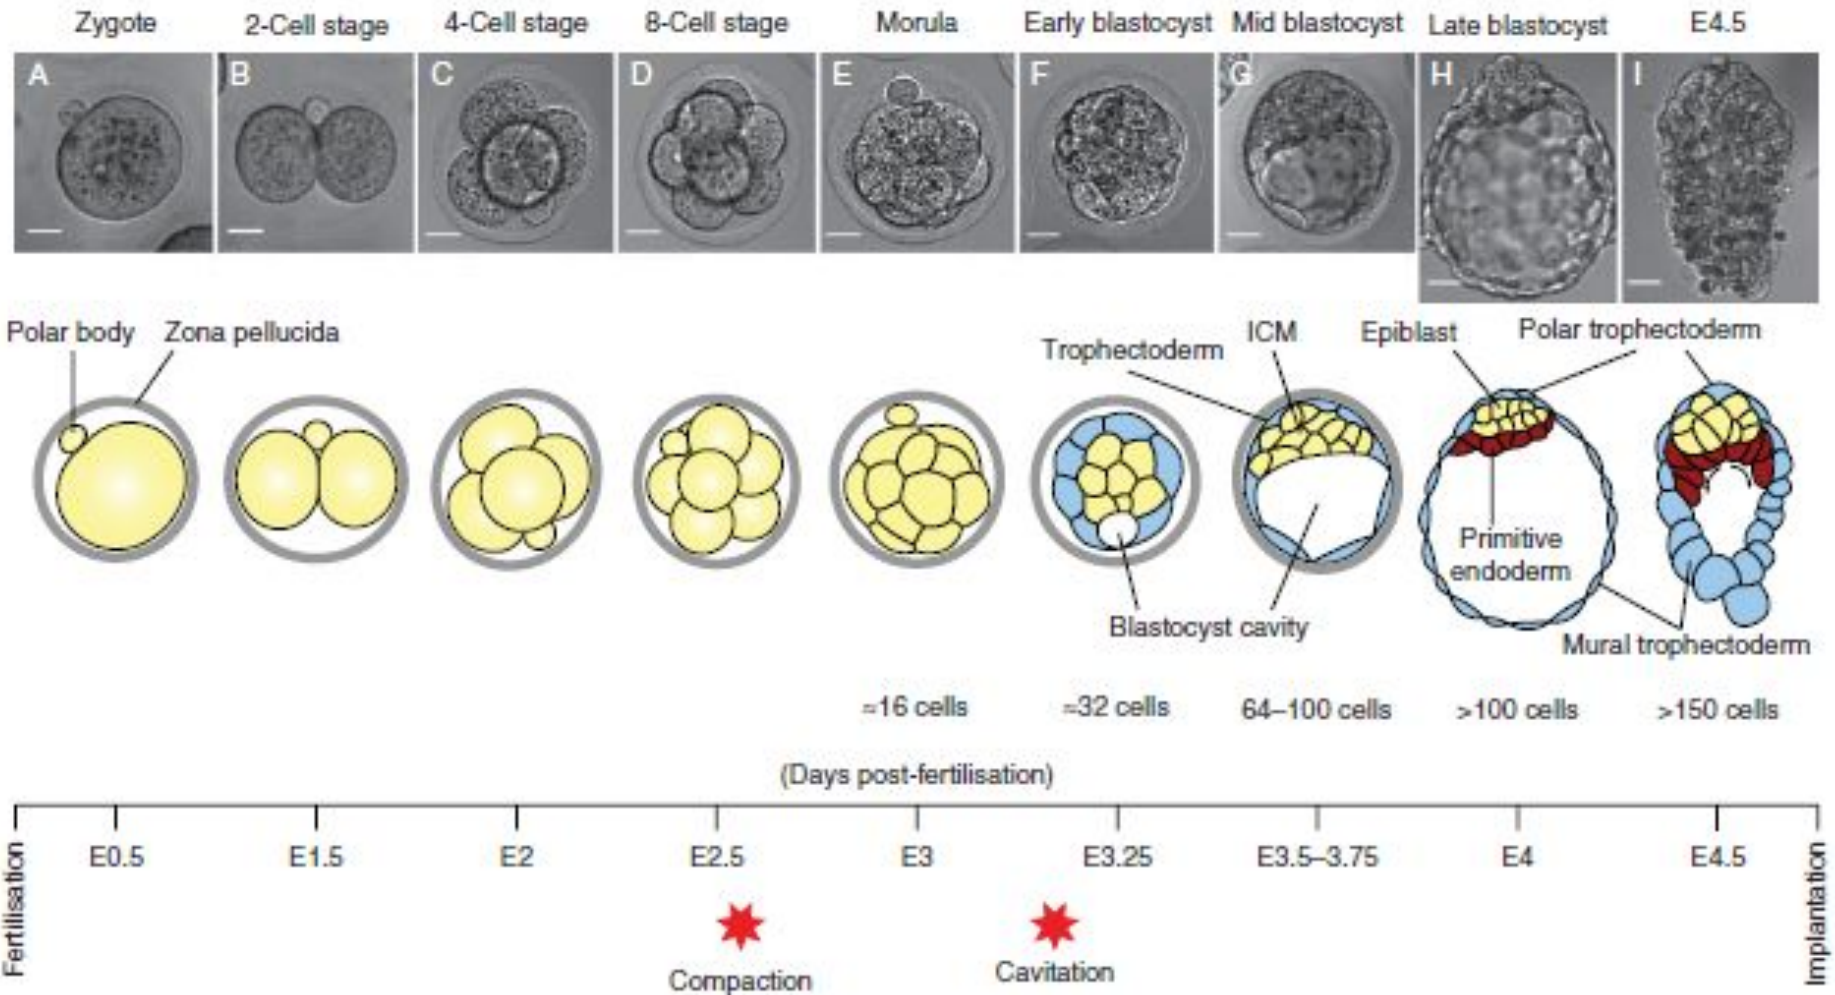 Zygote
2-Cell stage
4-Cell stage
8-Cell stage
Morula
Early blastocyst
Mid blastocyst
Late blastocyst
E4.5
A
B
C
D
E
F
G
H
I
Polar body
Zona pellucida
Trophectoderm
ICM
Epiblast
Polar trophectoderm
Primitive
endoderm
Blastocyst cavity
Mural trophectoderm
≈16 cells
≈32 cells
64–100 cells
>100 cells
>150 cells
(Days post-fertilisation)
Fertilisation
E0.5
E1.5
E2
E2.5
E3
E3.25
E3.5–3.75
E4
E4.5
Implantation
Compaction
Cavitation